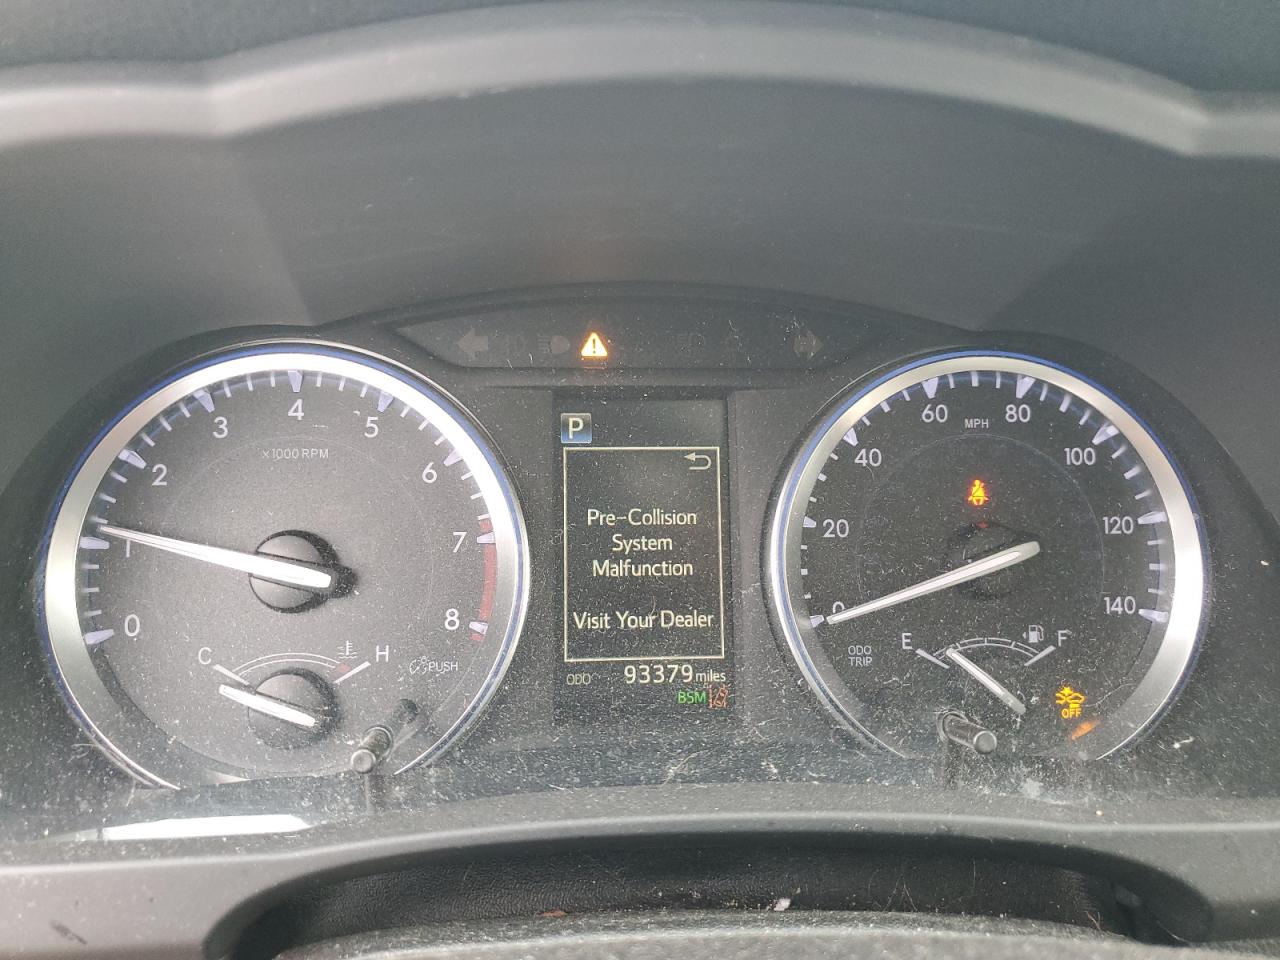 P
Pre-Collision
System
Malfunction
Visit Your Dealer
ODO 93379 miles
BSM
0
1
2
3
4
5
6
7
8
×1000 RPM
C
H
PUSH
0
20
40
60
80
100
120
140
MPH
ODO
TRIP
E
F
OFF